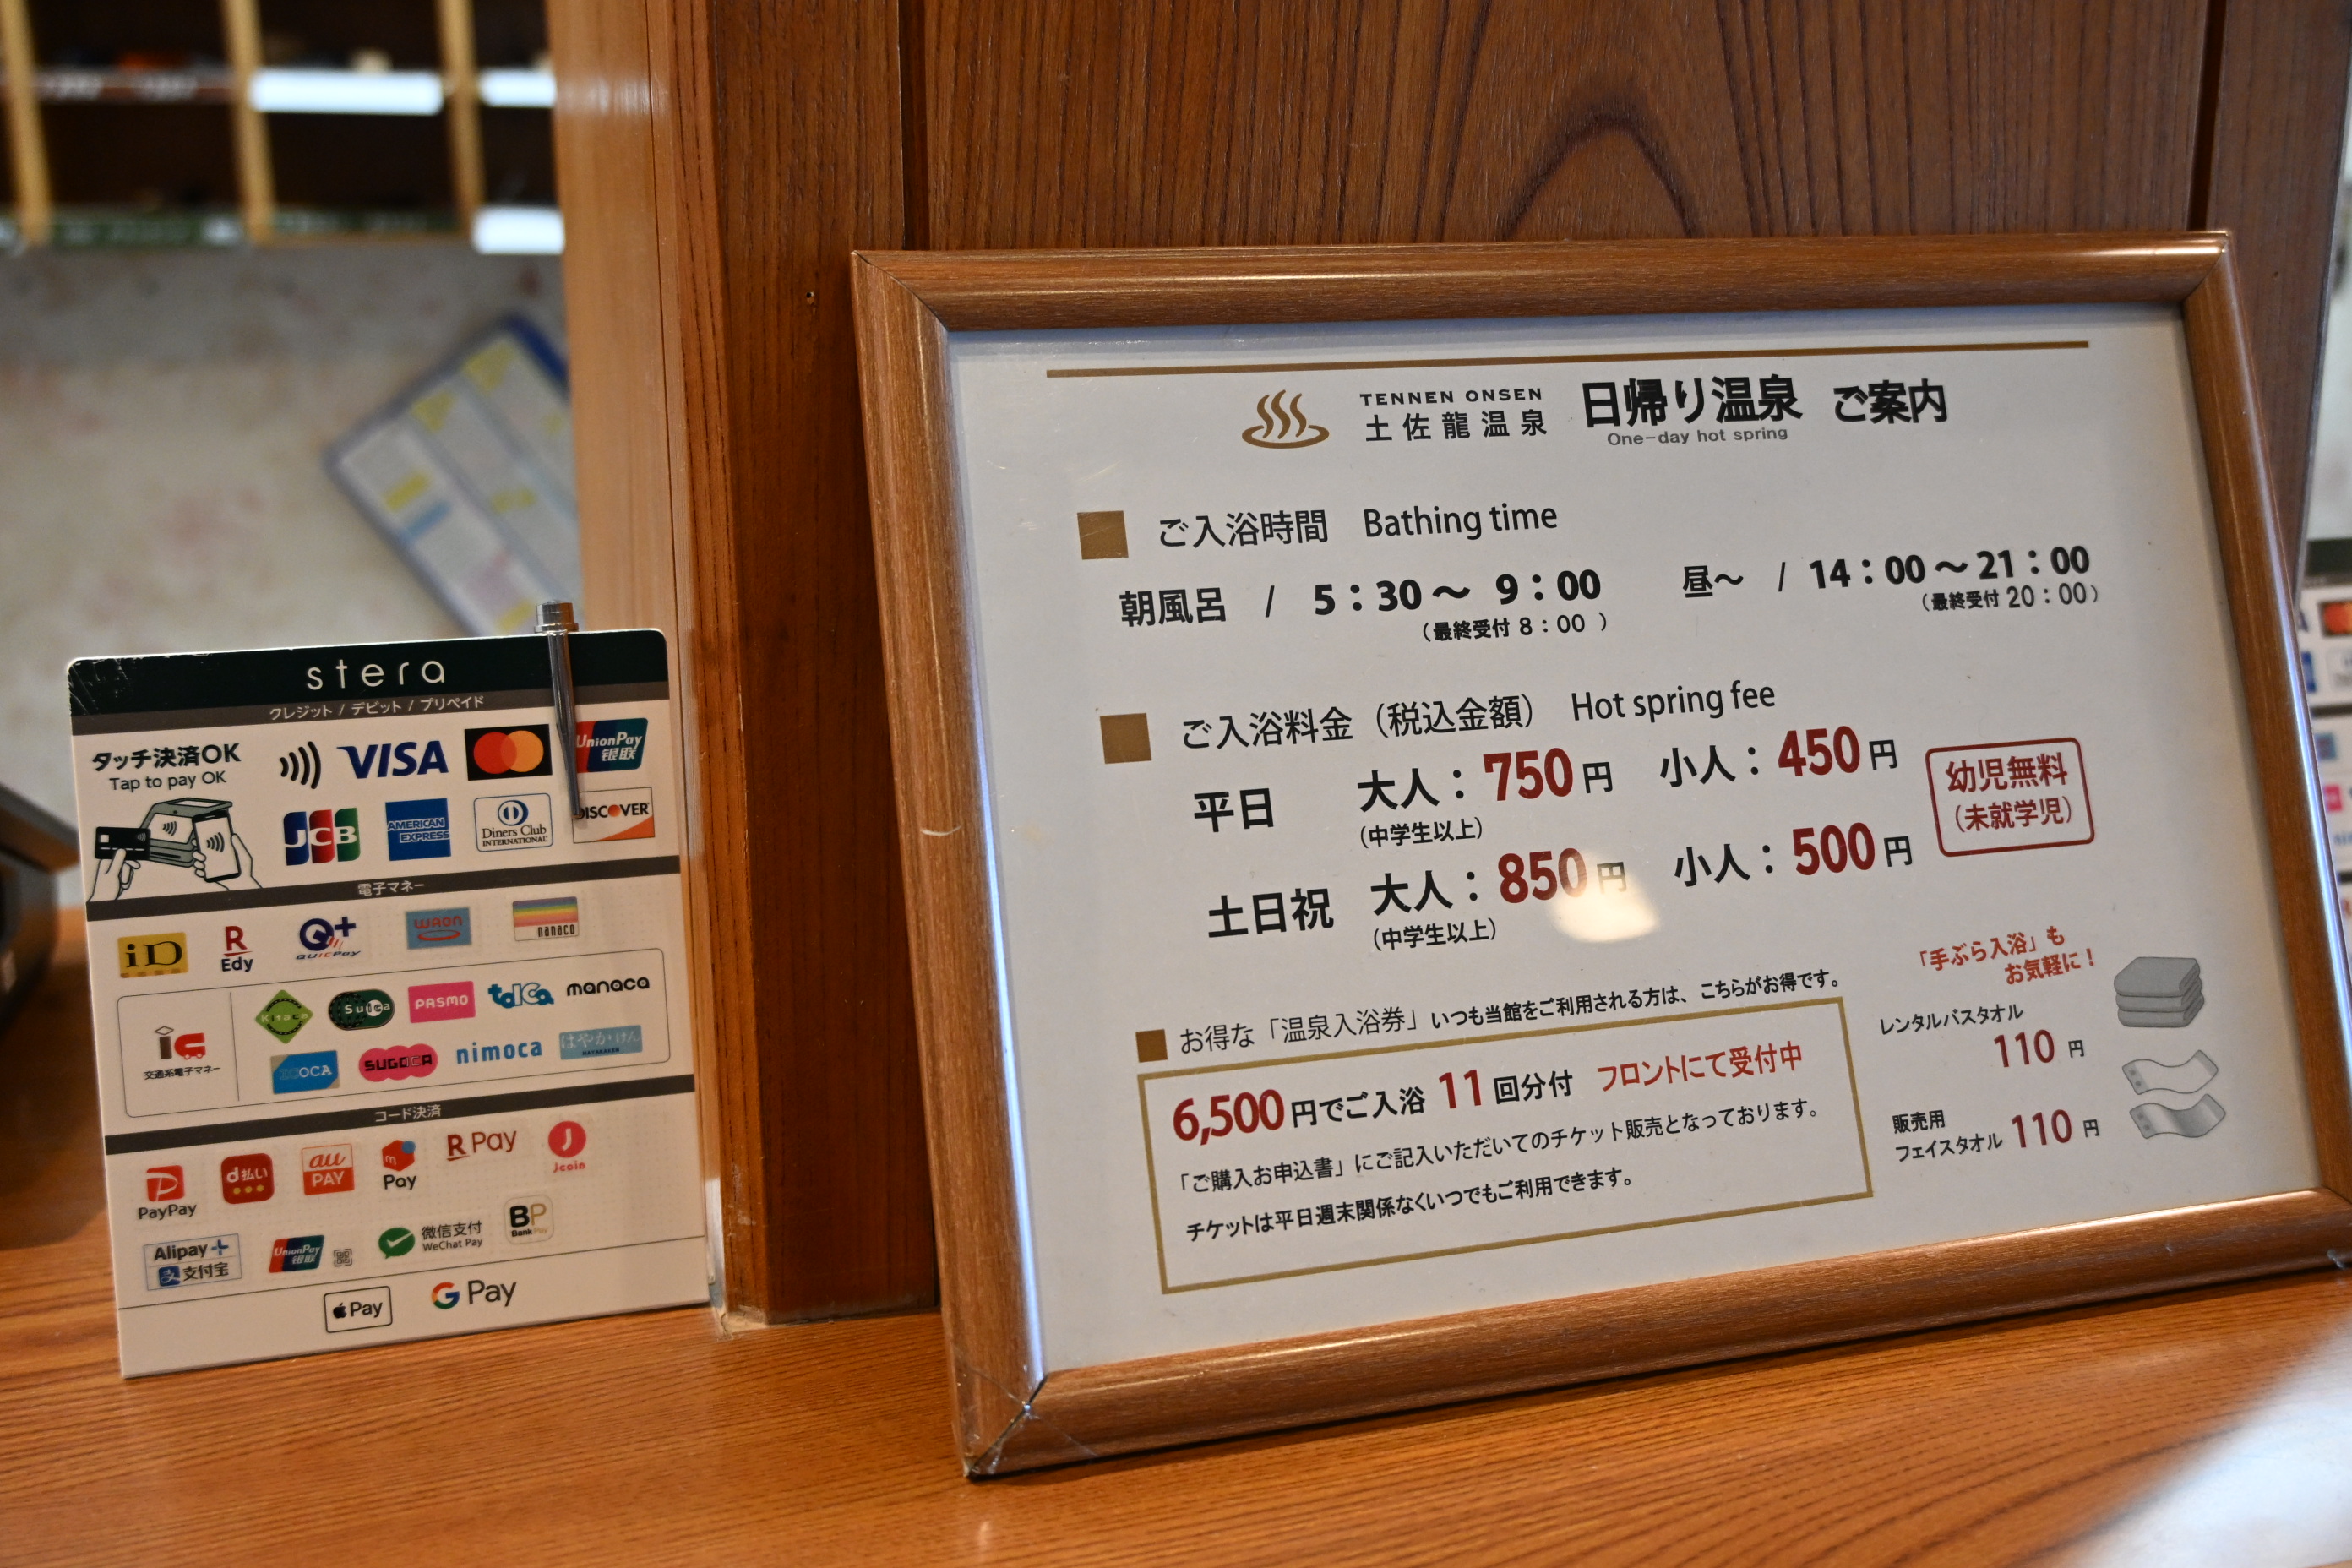 stera
クレジット / デビット / プリペイド
タッチ決済OK
Tap to pay OK
VISA
UnionPay
银联
JCB
AMERICAN EXPRESS
Diners Club
INTERNATIONAL
DISCOVER
電子マネー
iD
R Edy
QUICPay
WAON
nanaco
交通系電子マネー
Kitaca
Suica
PASMO
toica
manaca
ICOCA
SUGOCA
nimoca
はやかけん
HAYAKAKEN
コード決済
PayPay
d払い
au PAY
m Pay
R Pay
J-Coin
Alipay+
支付宝
UnionPay
银联
微信支付
WeChat Pay
BP
Bank Pay
Pay
G Pay
TENNEN ONSEN
土佐龍温泉
日帰り温泉 ご案内
One-day hot spring
ご入浴時間 Bathing time
朝風呂 / 5:30～ 9:00 昼～ / 14:00～21:00
(最終受付 8:00 ) (最終受付 20:00)
ご入浴料金（税込金額） Hot spring fee
平日 大人：750円 小人：450円
(中学生以上)
土日祝 大人：850円 小人：500円
(中学生以上)
幼児無料
(未就学児)
お得な「温泉入浴券」いつも当館をご利用される方は、こちらがお得です。
6,500円でご入浴 11回分付 フロントにて受付中
「ご購入お申込書」にご記入いただいてのチケット販売となっております。
チケットは平日週末関係なくいつでもご利用できます。
「手ぶら入浴」も
お気軽に！
レンタルバスタオル
110 円
販売用
フェイスタオル 110 円